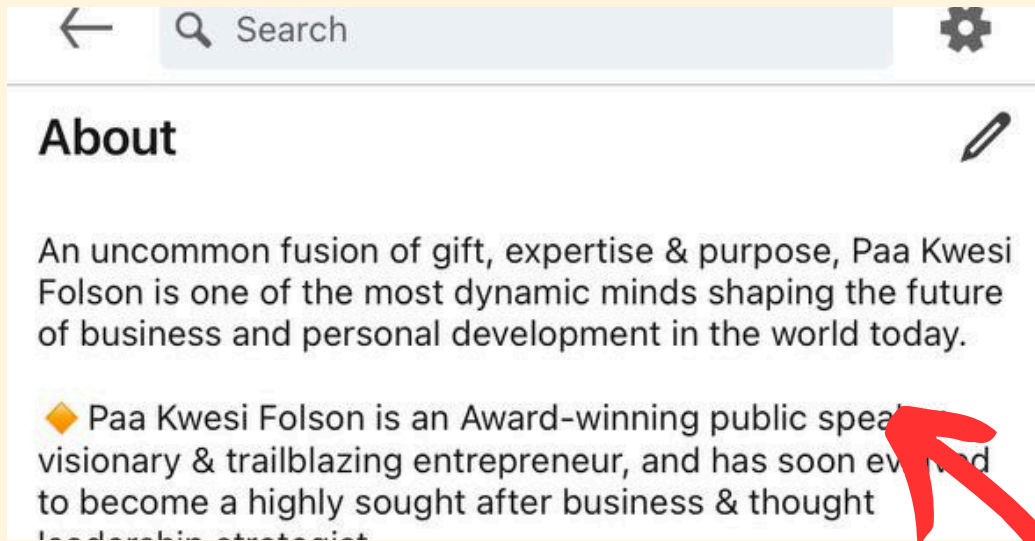 Search
About
An uncommon fusion of gift, expertise & purpose, Paa Kwesi
Folson is one of the most dynamic minds shaping the future
of business and personal development in the world today.
🔶 Paa Kwesi Folson is an Award-winning public
visionary & trailblazing entrepreneur, and has soon
to become a highly sought after business & thought
leadership strategist